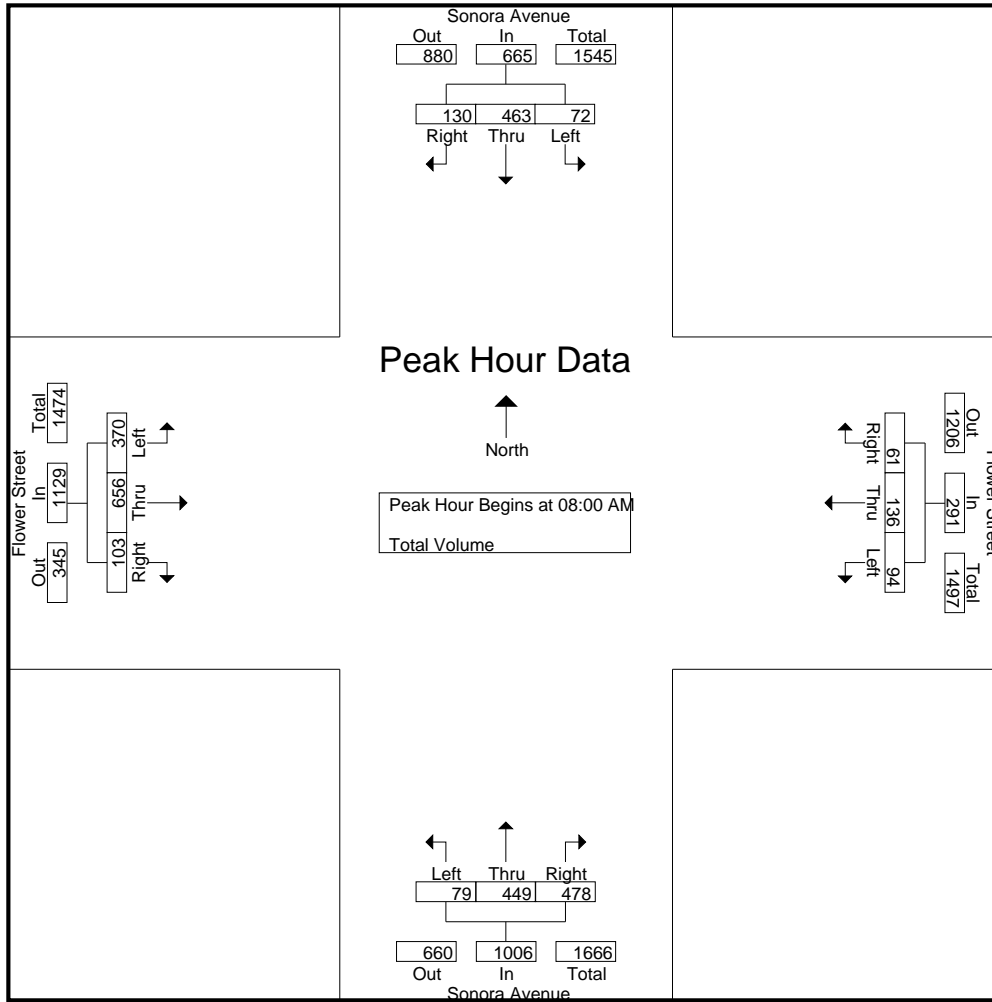 Sonora Avenue
Out In Total
880 665 1545
130 463 72
Right Thru Left
Peak Hour Data
North
Peak Hour Begins at 08:00 AM
Total Volume
Flower Street
Out In Total
345 1129 1474
103 656 370
Right Thru Left
Flower Street
Out In Total
1206 291 1497
61 136 94
Right Thru Left
Left Thru Right
79 449 478
660 1006 1666
Out In Total
Sonora Avenue